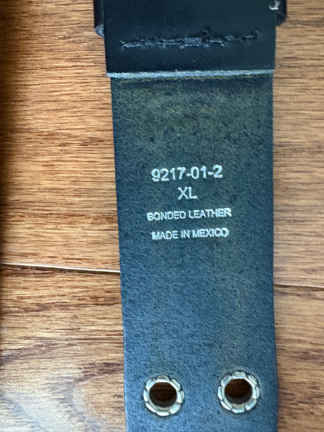 9217-01-2
XL
BONDED LEATHER
MADE IN MEXICO